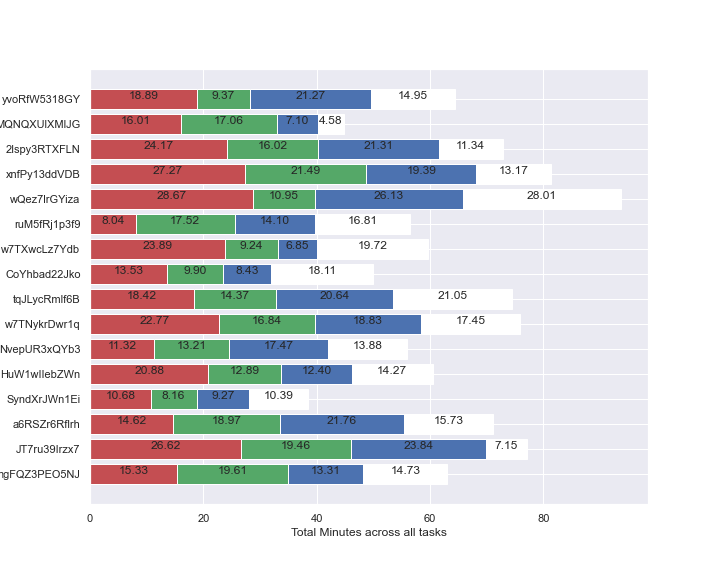 yvoRfW5318GY 18.89 9.37 21.27 14.95
MQNQXUIXMIJG 16.01 17.06 7.10 4.58
2lspy3RTXFLN 24.17 16.02 21.31 11.34
xnfPy13ddVDB 27.27 21.49 19.39 13.17
wQez7lrGYiza 28.67 10.95 26.13 28.01
ruM5fRj1p3f9 8.04 17.52 14.10 16.81
w7TXwcLz7Ydb 23.89 9.24 6.85 19.72
CoYhbad22Jko 13.53 9.90 8.43 18.11
tqJLycRmlf6B 18.42 14.37 20.64 21.05
w7TNykrDwr1q 22.77 16.84 18.83 17.45
NvepUR3xQYb3 11.32 13.21 17.47 13.88
HuW1wIIebZWn 20.88 12.89 12.40 14.27
SyndXrJWn1Ei 10.68 8.16 9.27 10.39
a6RSZr6Rflrh 14.62 18.97 21.76 15.73
JT7ru39lrzx7 26.62 19.46 23.84 7.15
ngFQZ3PEO5NJ 15.33 19.61 13.31 14.73
0 20 40 60 80
Total Minutes across all tasks